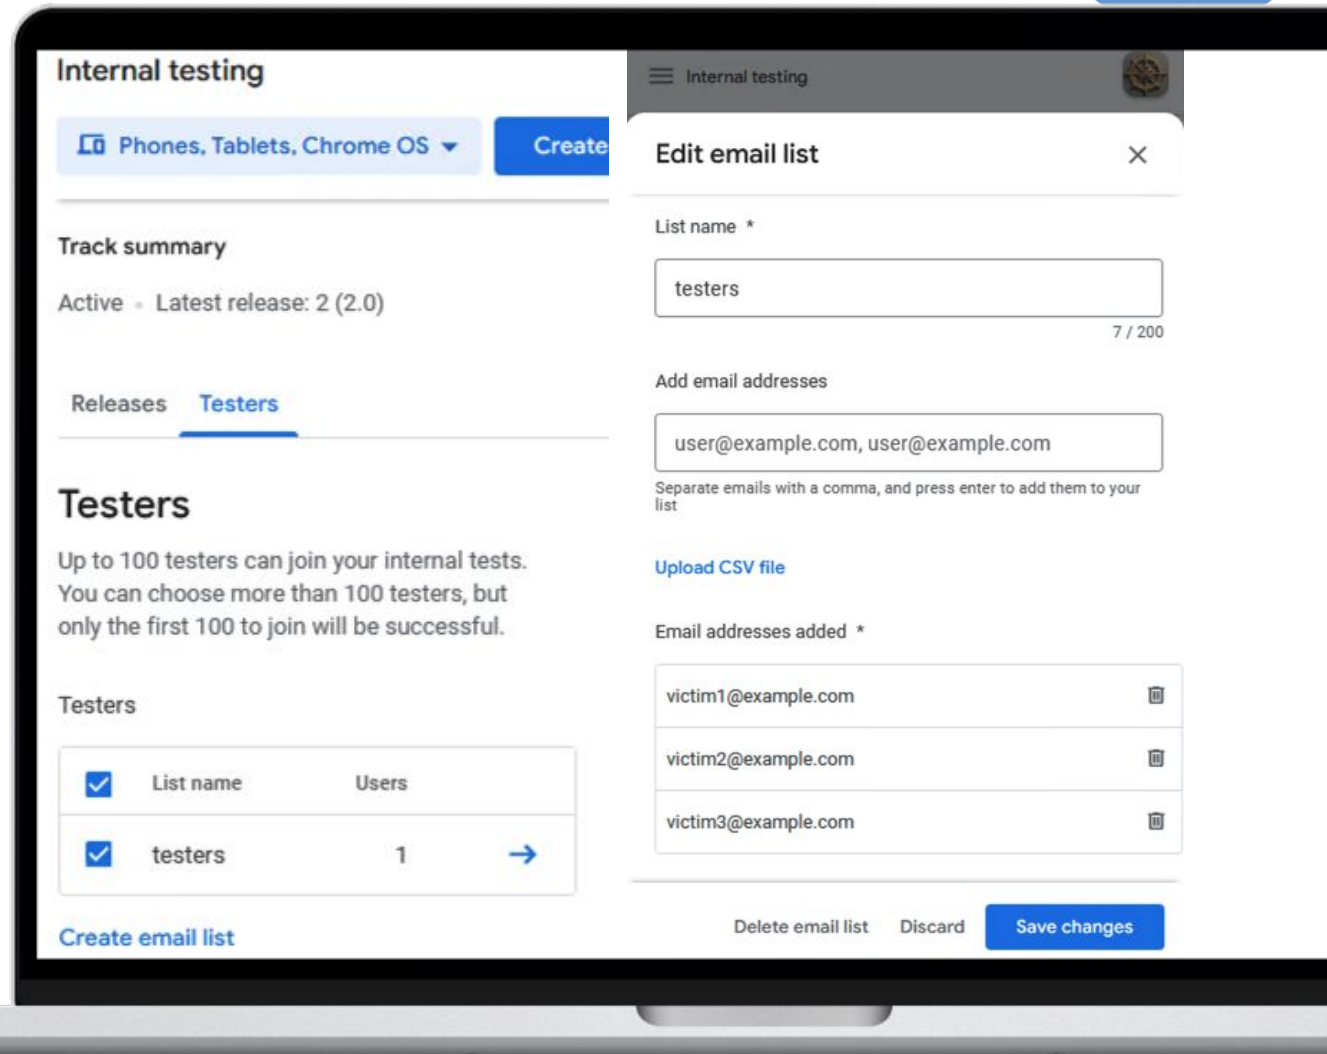 Internal testing
Phones, Tablets, Chrome OS
Create
Track summary
Active • Latest release: 2 (2.0)
Releases Testers
Testers
Up to 100 testers can join your internal tests.
You can choose more than 100 testers, but
only the first 100 to join will be successful.
Testers
List name Users
testers 1
Create email list
Internal testing
Edit email list
List name *
testers
7 / 200
Add email addresses
user@example.com, user@example.com
Separate emails with a comma, and press enter to add them to your
list
Upload CSV file
Email addresses added *
victim1@example.com
victim2@example.com
victim3@example.com
Delete email list Discard Save changes